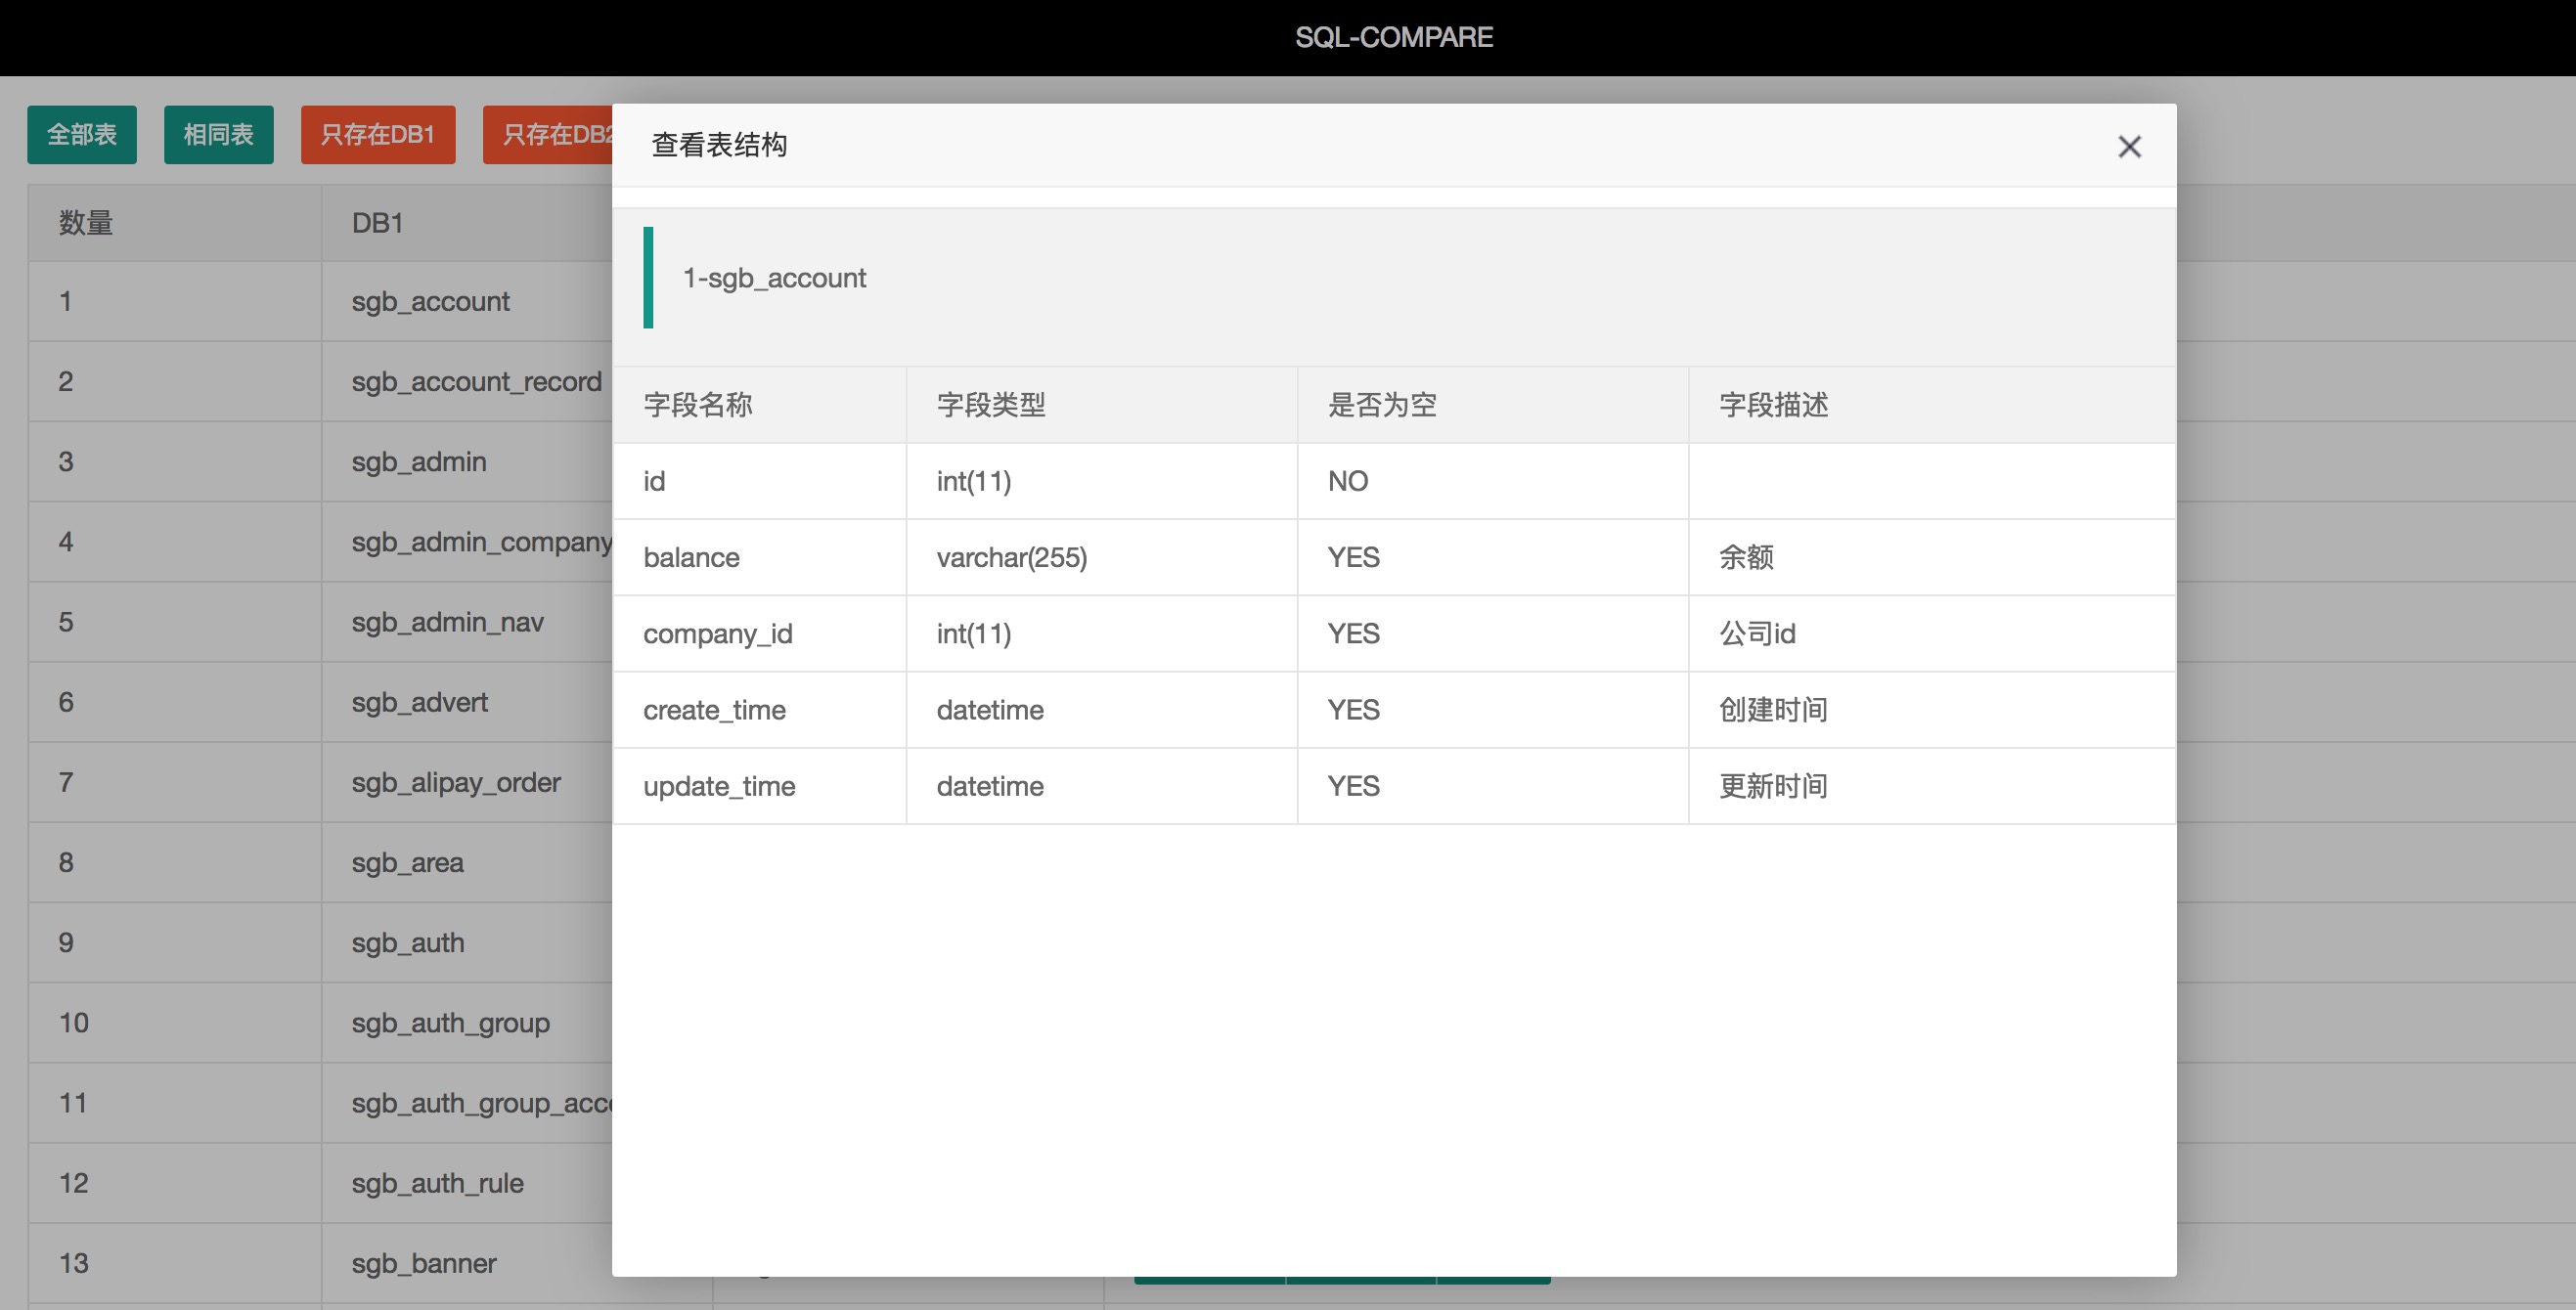 SQL-COMPARE
全部表 相同表 只存在DB1 只存在DB2
查看表结构
1-sgb_account
字段名称 字段类型 是否为空 字段描述
id int(11) NO
balance varchar(255) YES 余额
company_id int(11) YES 公司id
create_time datetime YES 创建时间
update_time datetime YES 更新时间
数量 DB1
1 sgb_account
2 sgb_account_record
3 sgb_admin
4 sgb_admin_company
5 sgb_admin_nav
6 sgb_advert
7 sgb_alipay_order
8 sgb_area
9 sgb_auth
10 sgb_auth_group
11 sgb_auth_group_acc
12 sgb_auth_rule
13 sgb_banner